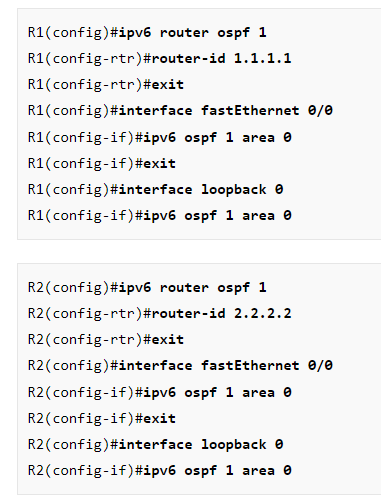 R1(config)#ipv6 router ospf 1
R1(config-rtr)#router-id 1.1.1.1
R1(config-rtr)#exit
R1(config)#interface fastEthernet 0/0
R1(config-if)#ipv6 ospf 1 area 0
R1(config-if)#exit
R1(config)#interface loopback 0
R1(config-if)#ipv6 ospf 1 area 0
R2(config)#ipv6 router ospf 1
R2(config-rtr)#router-id 2.2.2.2
R2(config-rtr)#exit
R2(config)#interface fastEthernet 0/0
R2(config-if)#ipv6 ospf 1 area 0
R2(config-if)#exit
R2(config)#interface loopback 0
R2(config-if)#ipv6 ospf 1 area 0